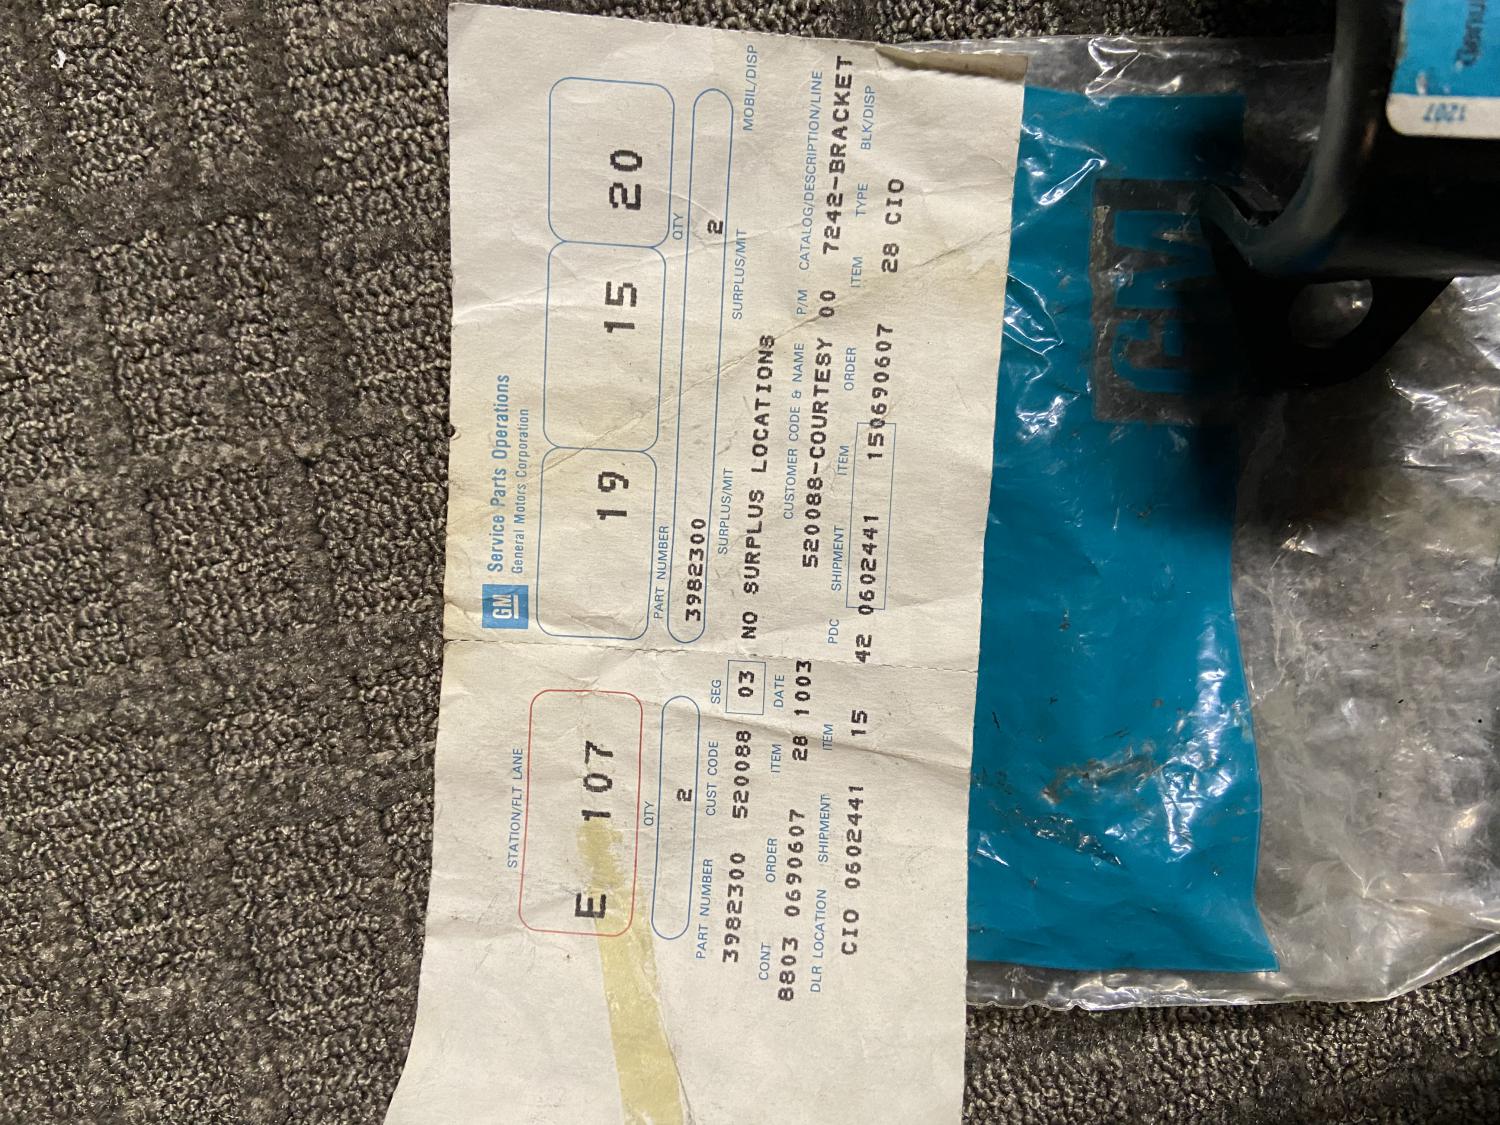 STATION/FLT LANE
E 107
QTY
2
PART NUMBER CUST CODE SEG
3982300 520088 03
CONT ORDER ITEM DATE
8803 0690607 28 1003
DLR LOCATION SHIPMENT ITEM
CIO 0602441 15
GM Service Parts Operations
General Motors Corporation
19 15 20
PART NUMBER QTY
3982300 2
SURPLUS/MIT SURPLUS/MIT MOBIL/DISP
NO SURPLUS LOCATIONS
CUSTOMER CODE & NAME P/M CATALOG/DESCRIPTION/LINE
520088-COURTESY 00 7242-BRACKET
PDC SHIPMENT ITEM ORDER ITEM TYPE BLK/DISP
42 0602441 150690607 28 CIO
GM
Genui
1207